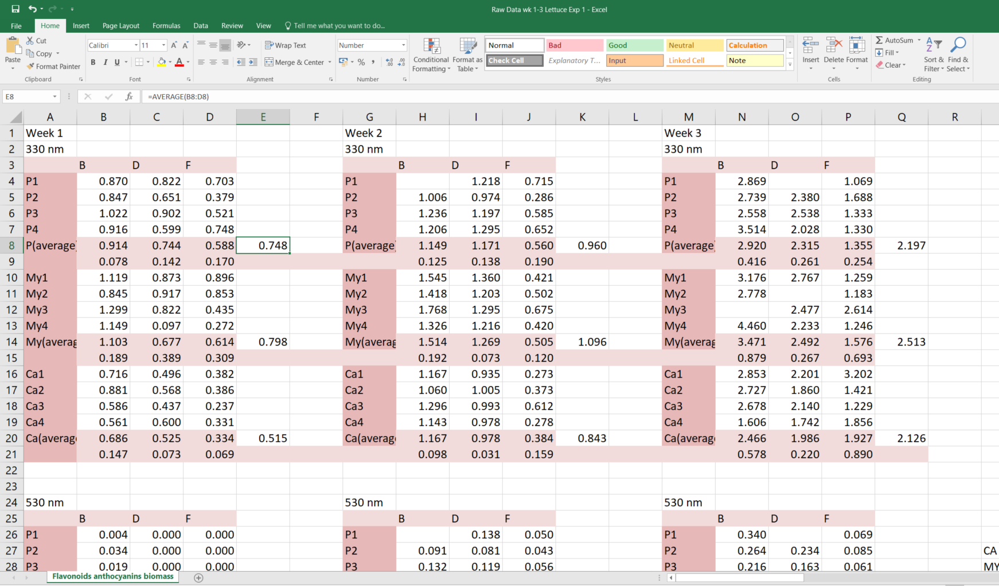 Raw Data wk 1-3 Lettuce Exp 1 - Excel
File Home Insert Page Layout Formulas Data Review View Tell me what you want to do...
Cut
Copy
Format Painter
Paste
Calibri 11
B I U
Wrap Text
Merge & Center
Number
%
Conditional Formatting
Format as Table
Normal Bad Good Neutral Calculation
Check Cell Explanatory T... Input Linked Cell Note
Insert Delete Format
AutoSum
Fill
Clear
Sort & Filter
Find & Select
Clipboard Font Alignment Number Styles Cells Editing
E8 fx =AVERAGE(B8:D8)
A B C D E F G H I J K L M N O P Q R
1 Week 1 Week 2 Week 3
2 330 nm 330 nm 330 nm
3 B D F B D F B D F
4 P1 0.870 0.822 0.703 P1 1.218 0.715 P1 2.869 1.069
5 P2 0.847 0.651 0.379 P2 1.006 0.974 0.286 P2 2.739 2.380 1.688
6 P3 1.022 0.902 0.521 P3 1.236 1.197 0.585 P3 2.558 2.538 1.333
7 P4 0.916 0.599 0.748 P4 1.206 1.295 0.652 P4 3.514 2.028 1.330
8 P(average) 0.914 0.744 0.588 0.748 P(average) 1.149 1.171 0.560 0.960 P(average) 2.920 2.315 1.355 2.197
9 0.078 0.142 0.170 0.125 0.138 0.190 0.416 0.261 0.254
10 My1 1.119 0.873 0.896 My1 1.545 1.360 0.421 My1 3.176 2.767 1.259
11 My2 0.845 0.917 0.853 My2 1.418 1.203 0.502 My2 2.778 1.183
12 My3 1.299 0.822 0.435 My3 1.768 1.295 0.675 My3 2.477 2.614
13 My4 1.149 0.097 0.272 My4 1.326 1.216 0.420 My4 4.460 2.233 1.246
14 My(averag 1.103 0.677 0.614 0.798 My(averag 1.514 1.269 0.505 1.096 My(averag 3.471 2.492 1.576 2.513
15 0.189 0.389 0.309 0.192 0.073 0.120 0.879 0.267 0.693
16 Ca1 0.716 0.496 0.382 Ca1 1.167 0.935 0.273 Ca1 2.853 2.201 3.202
17 Ca2 0.881 0.568 0.386 Ca2 1.060 1.005 0.373 Ca2 2.727 1.860 1.421
18 Ca3 0.586 0.437 0.237 Ca3 1.296 0.993 0.612 Ca3 2.678 2.140 1.229
19 Ca4 0.561 0.600 0.331 Ca4 1.143 0.978 0.278 Ca4 1.606 1.742 1.856
20 Ca(average 0.686 0.525 0.334 0.515 Ca(average 1.167 0.978 0.384 0.843 Ca(average 2.466 1.986 1.927 2.126
21 0.147 0.073 0.069 0.098 0.031 0.159 0.578 0.220 0.890
22
23
24 530 nm 530 nm 530 nm
25 B D F B D F B D F
26 P1 0.004 0.000 0.000 P1 0.138 0.050 P1 0.340 0.069
27 P2 0.034 0.000 0.000 P2 0.091 0.081 0.043 P2 0.264 0.234 0.085 CA
28 P3 0.019 0.000 0.000 P3 0.132 0.119 0.056 P3 0.216 0.163 0.061 MY
Flavonoids anthocyanins biomass